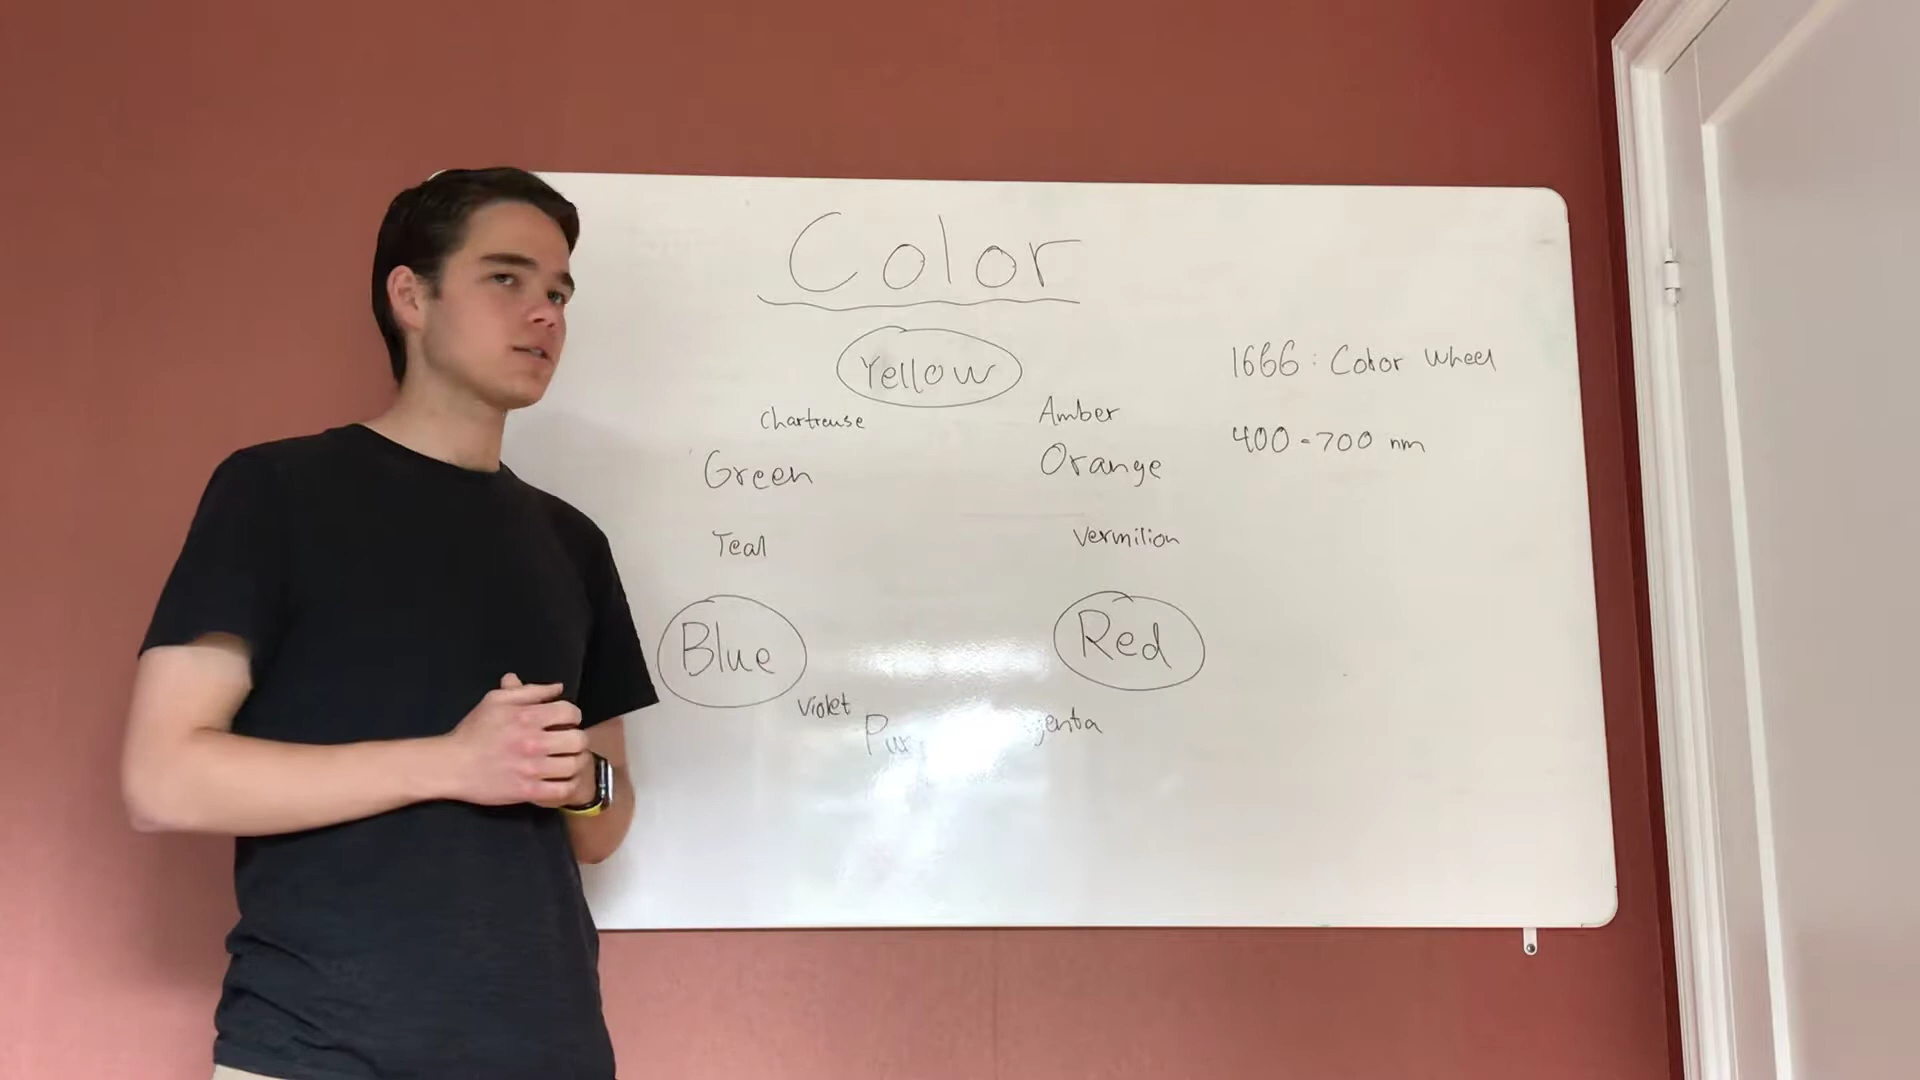 Color
Yellow
1666: Color Wheel
Chartreuse
Amber
400-700 nm
Green
Orange
Teal
Vermilion
Blue
Red
Violet